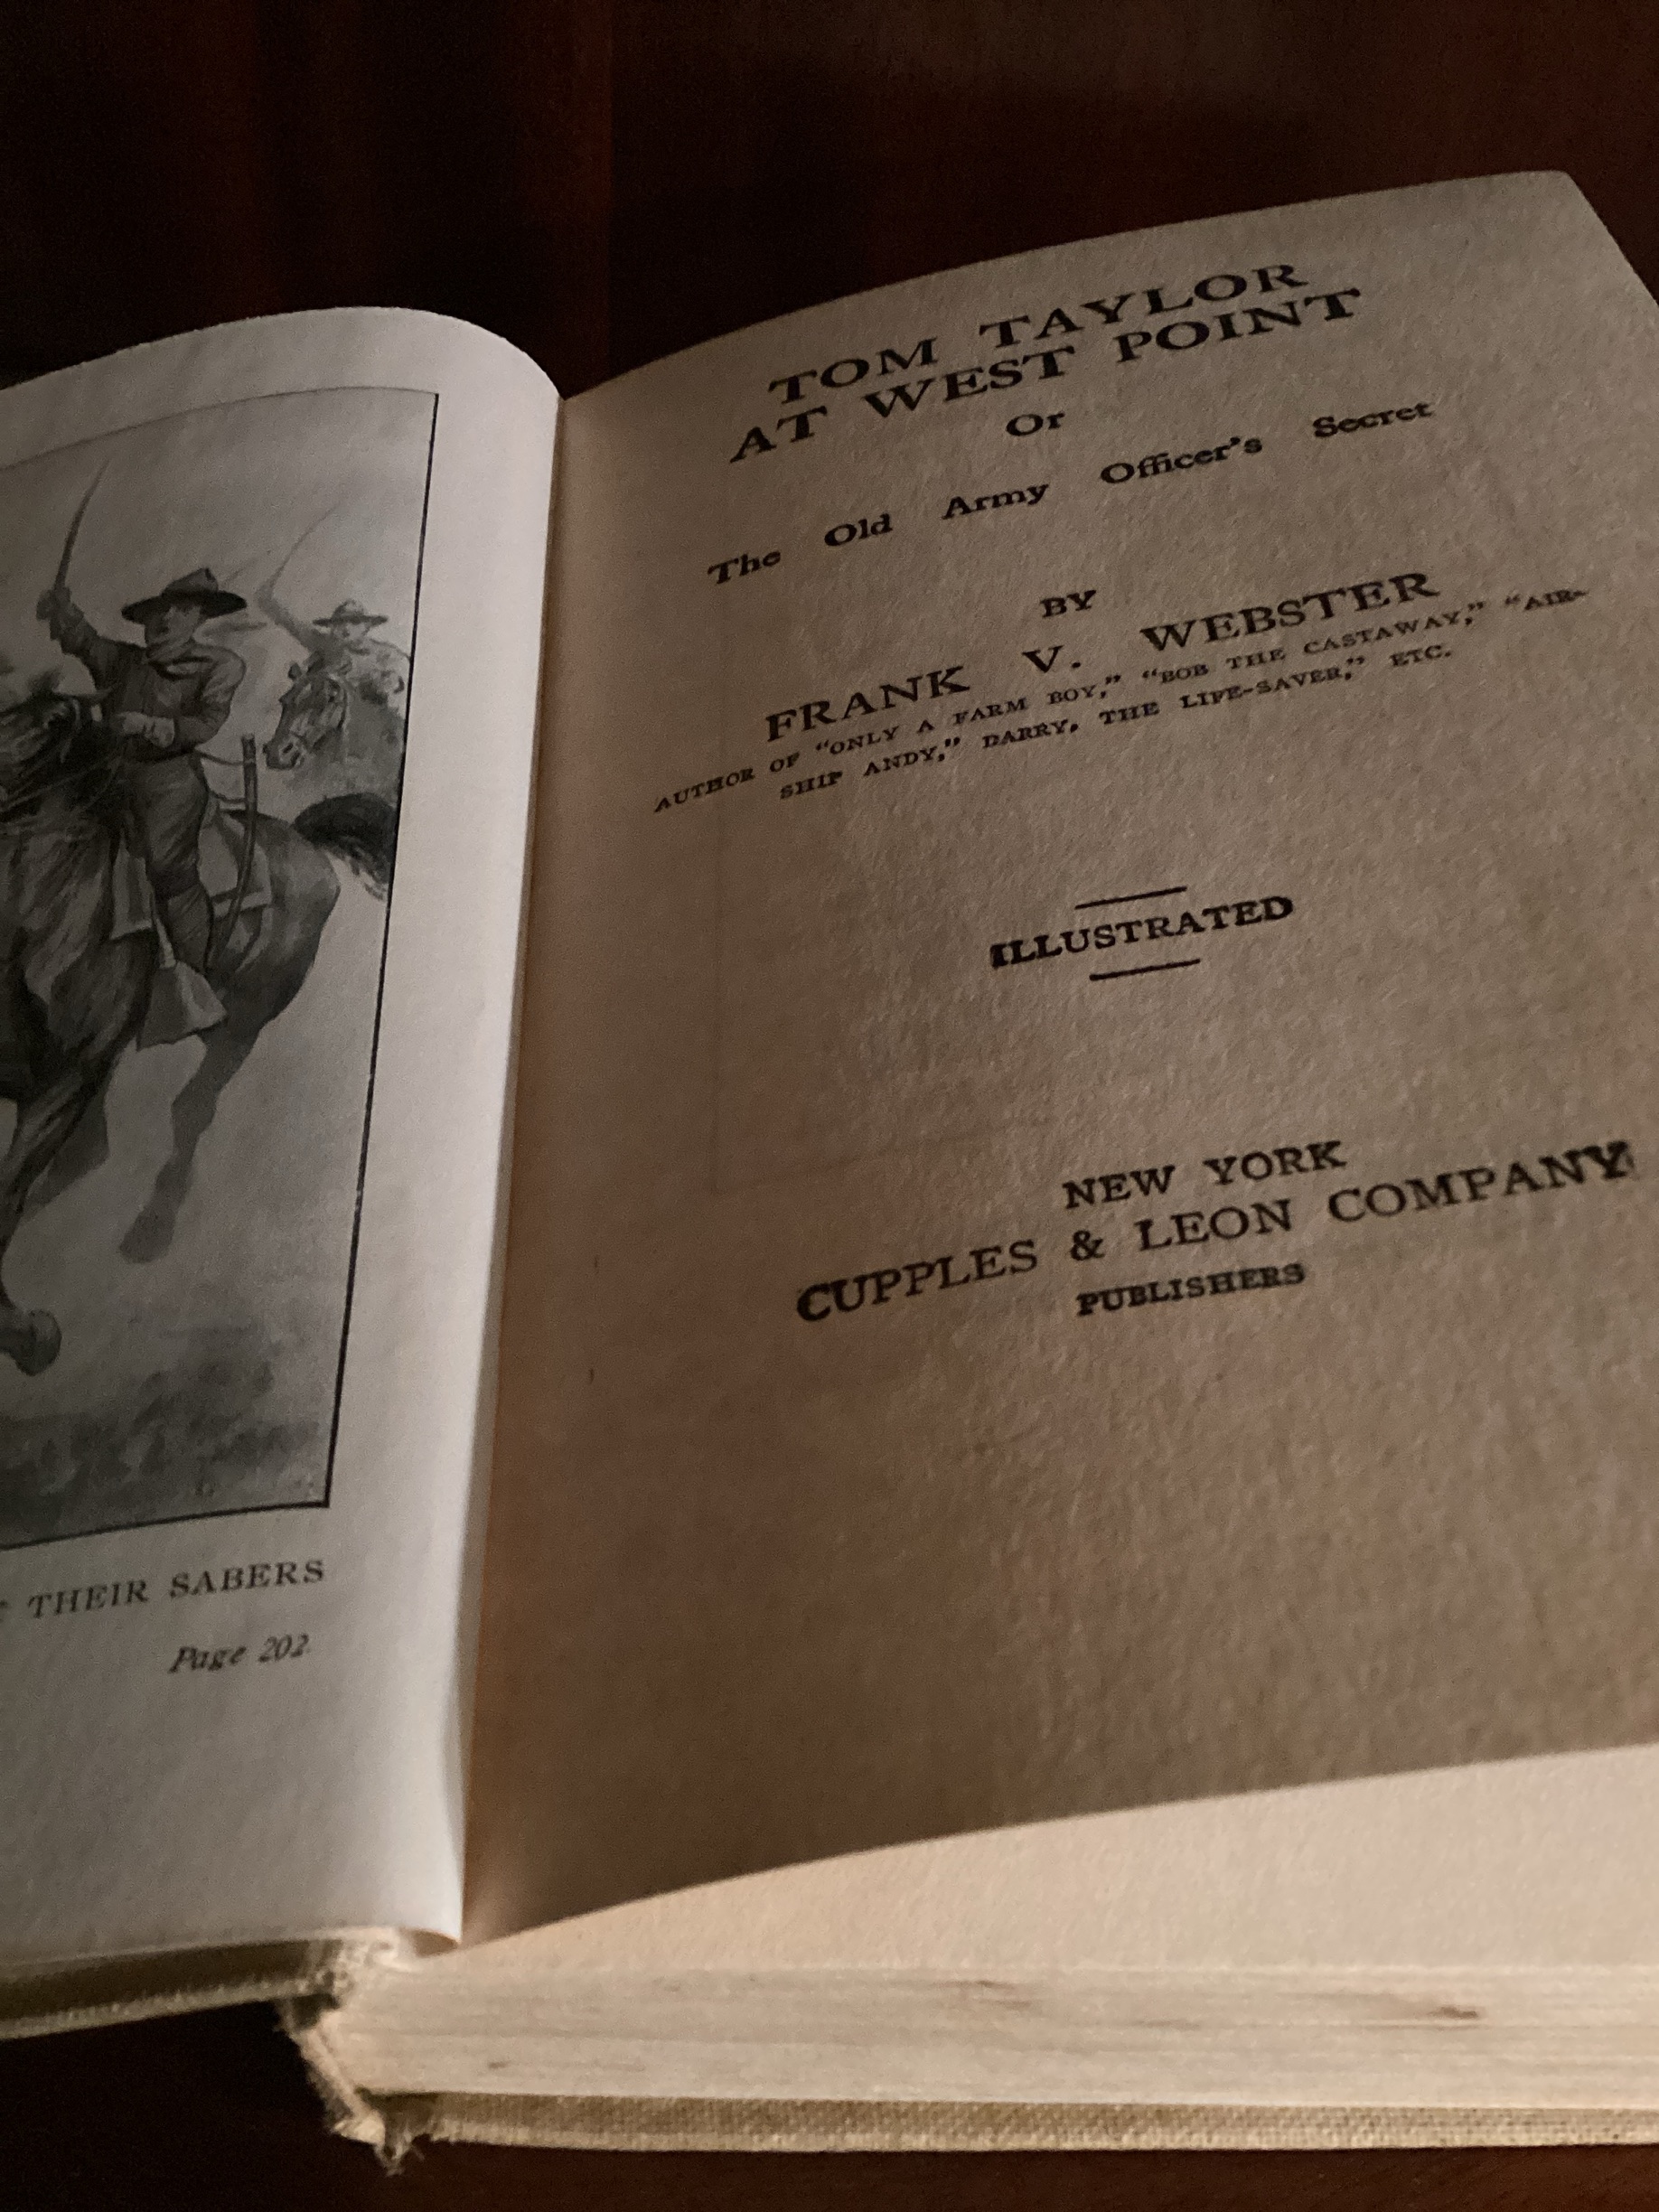 THEIR SABERS
Page 202
TOM TAYLOR
AT WEST POINT
Or
The Old Army Officer's Secret
BY
FRANK V. WEBSTER
AUTHOR OF "ONLY A FARM BOY," "BOB THE CASTAWAY," "AIR-
SHIP ANDY," DARRY, THE LIFE-SAVER," ETC.
ILLUSTRATED
NEW YORK
CUPPLES & LEON COMPANY
PUBLISHERS